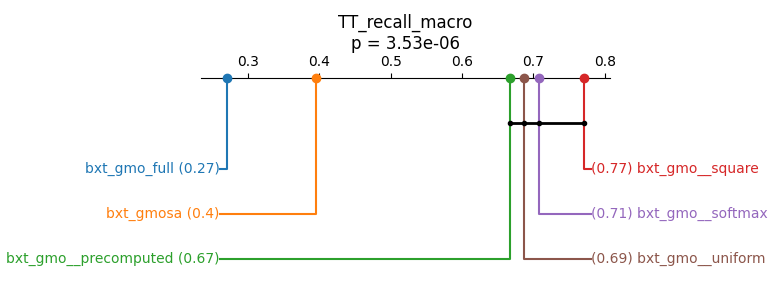 TT_recall_macro
p = 3.53e-06
0.3 0.4 0.5 0.6 0.7 0.8
bxt_gmo_full (0.27) (0.77) bxt_gmo__square
bxt_gmosa (0.4) (0.71) bxt_gmo__softmax
bxt_gmo__precomputed (0.67) (0.69) bxt_gmo__uniform